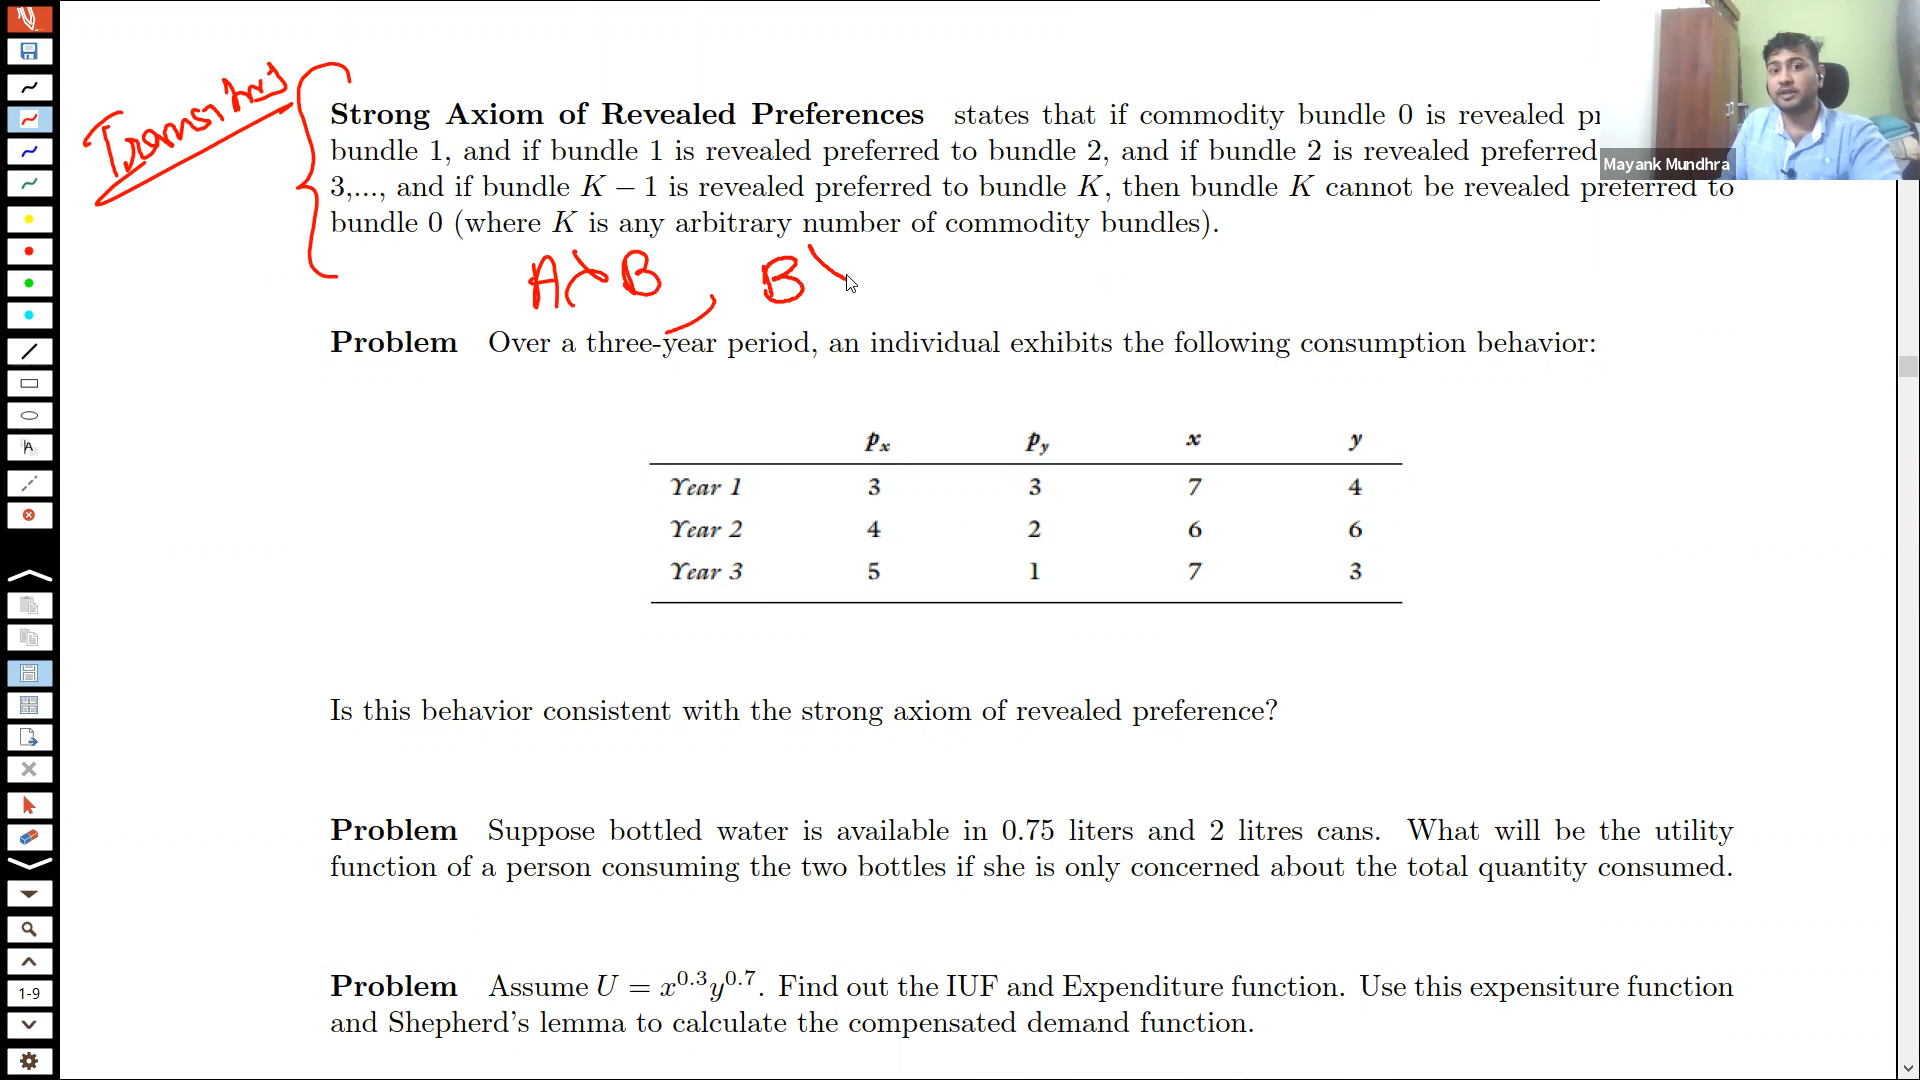 Strong Axiom of Revealed Preferences states that if commodity bundle 0 is revealed
bundle 1, and if bundle 1 is revealed preferred to bundle 2, and if bundle 2 is revealed preferred
Mayank Mundhra
3,..., and if bundle K − 1 is revealed preferred to bundle K, then bundle K cannot be revealed preferred to
bundle 0 (where K is any arbitrary number of commodity bundles).
A ≻ B , B
Problem Over a three-year period, an individual exhibits the following consumption behavior:
pₓ p_y x y
Year 1 3 3 7 4
Year 2 4 2 6 6
Year 3 5 1 7 3
Is this behavior consistent with the strong axiom of revealed preference?
Problem Suppose bottled water is available in 0.75 liters and 2 litres cans. What will be the utility
function of a person consuming the two bottles if she is only concerned about the total quantity consumed.
Problem Assume U = x^0.3 y^0.7. Find out the IUF and Expenditure function. Use this expensiture function
and Shepherd's lemma to calculate the compensated demand function.
1-9